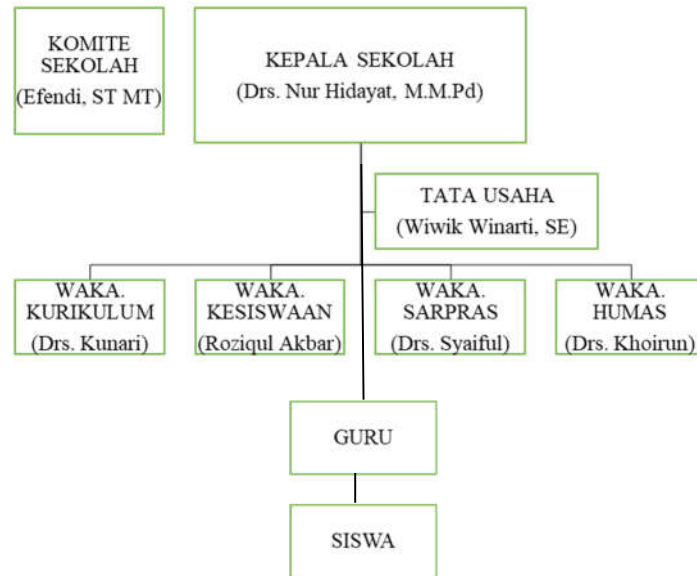 KOMITE
SEKOLAH
(Efendi, ST MT)
KEPALA SEKOLAH
(Drs. Nur Hidayat, M.M.Pd)
TATA USAHA
(Wiwik Winarti, SE)
WAKA.
KURIKULUM
(Drs. Kunari)
WAKA.
KESISWAAN
(Roziqul Akbar)
WAKA.
SARPRAS
(Drs. Syaiful)
WAKA.
HUMAS
(Drs. Khoirun)
GURU
SISWA